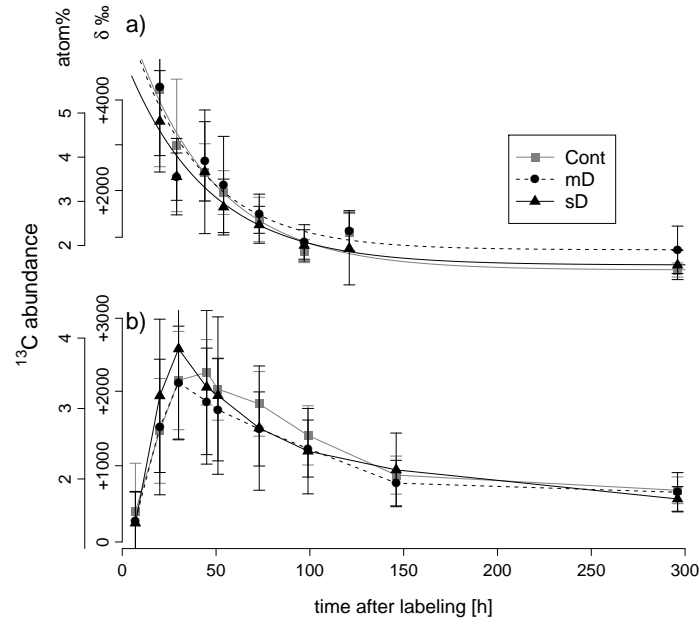 atom%
δ ‰
a)
5
4
3
2
+4000
+2000
Cont
mD
sD
¹³C abundance
b)
4
3
2
+3000
+2000
+1000
0
0 50 100 150 200 250 300
time after labeling [h]